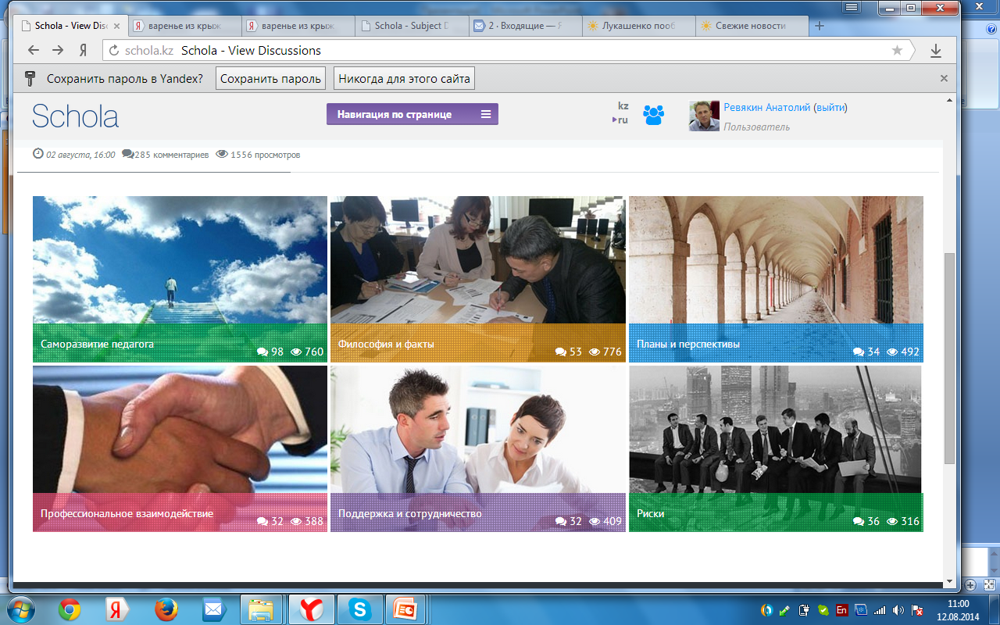 Schola - View Disc
варенье из крыж
варенье из крыж
Schola - Subject D
2 · Входящие — Я
Лукашенко пооб
Свежие новости
schola.kz Schola - View Discussions
Сохранить пароль в Yandex? Сохранить пароль Никогда для этого сайта
Schola
Навигация по странице
kz
ru
Ревякин Анатолий (выйти)
Пользователь
02 августа, 16:00 285 комментариев 1556 просмотров
Саморазвитие педагога 98 760
Философия и факты 53 776
Планы и перспективы 34 492
Профессиональное взаимодействие 32 388
Поддержка и сотрудничество 32 409
Риски 36 316
En
11:00
12.08.2014